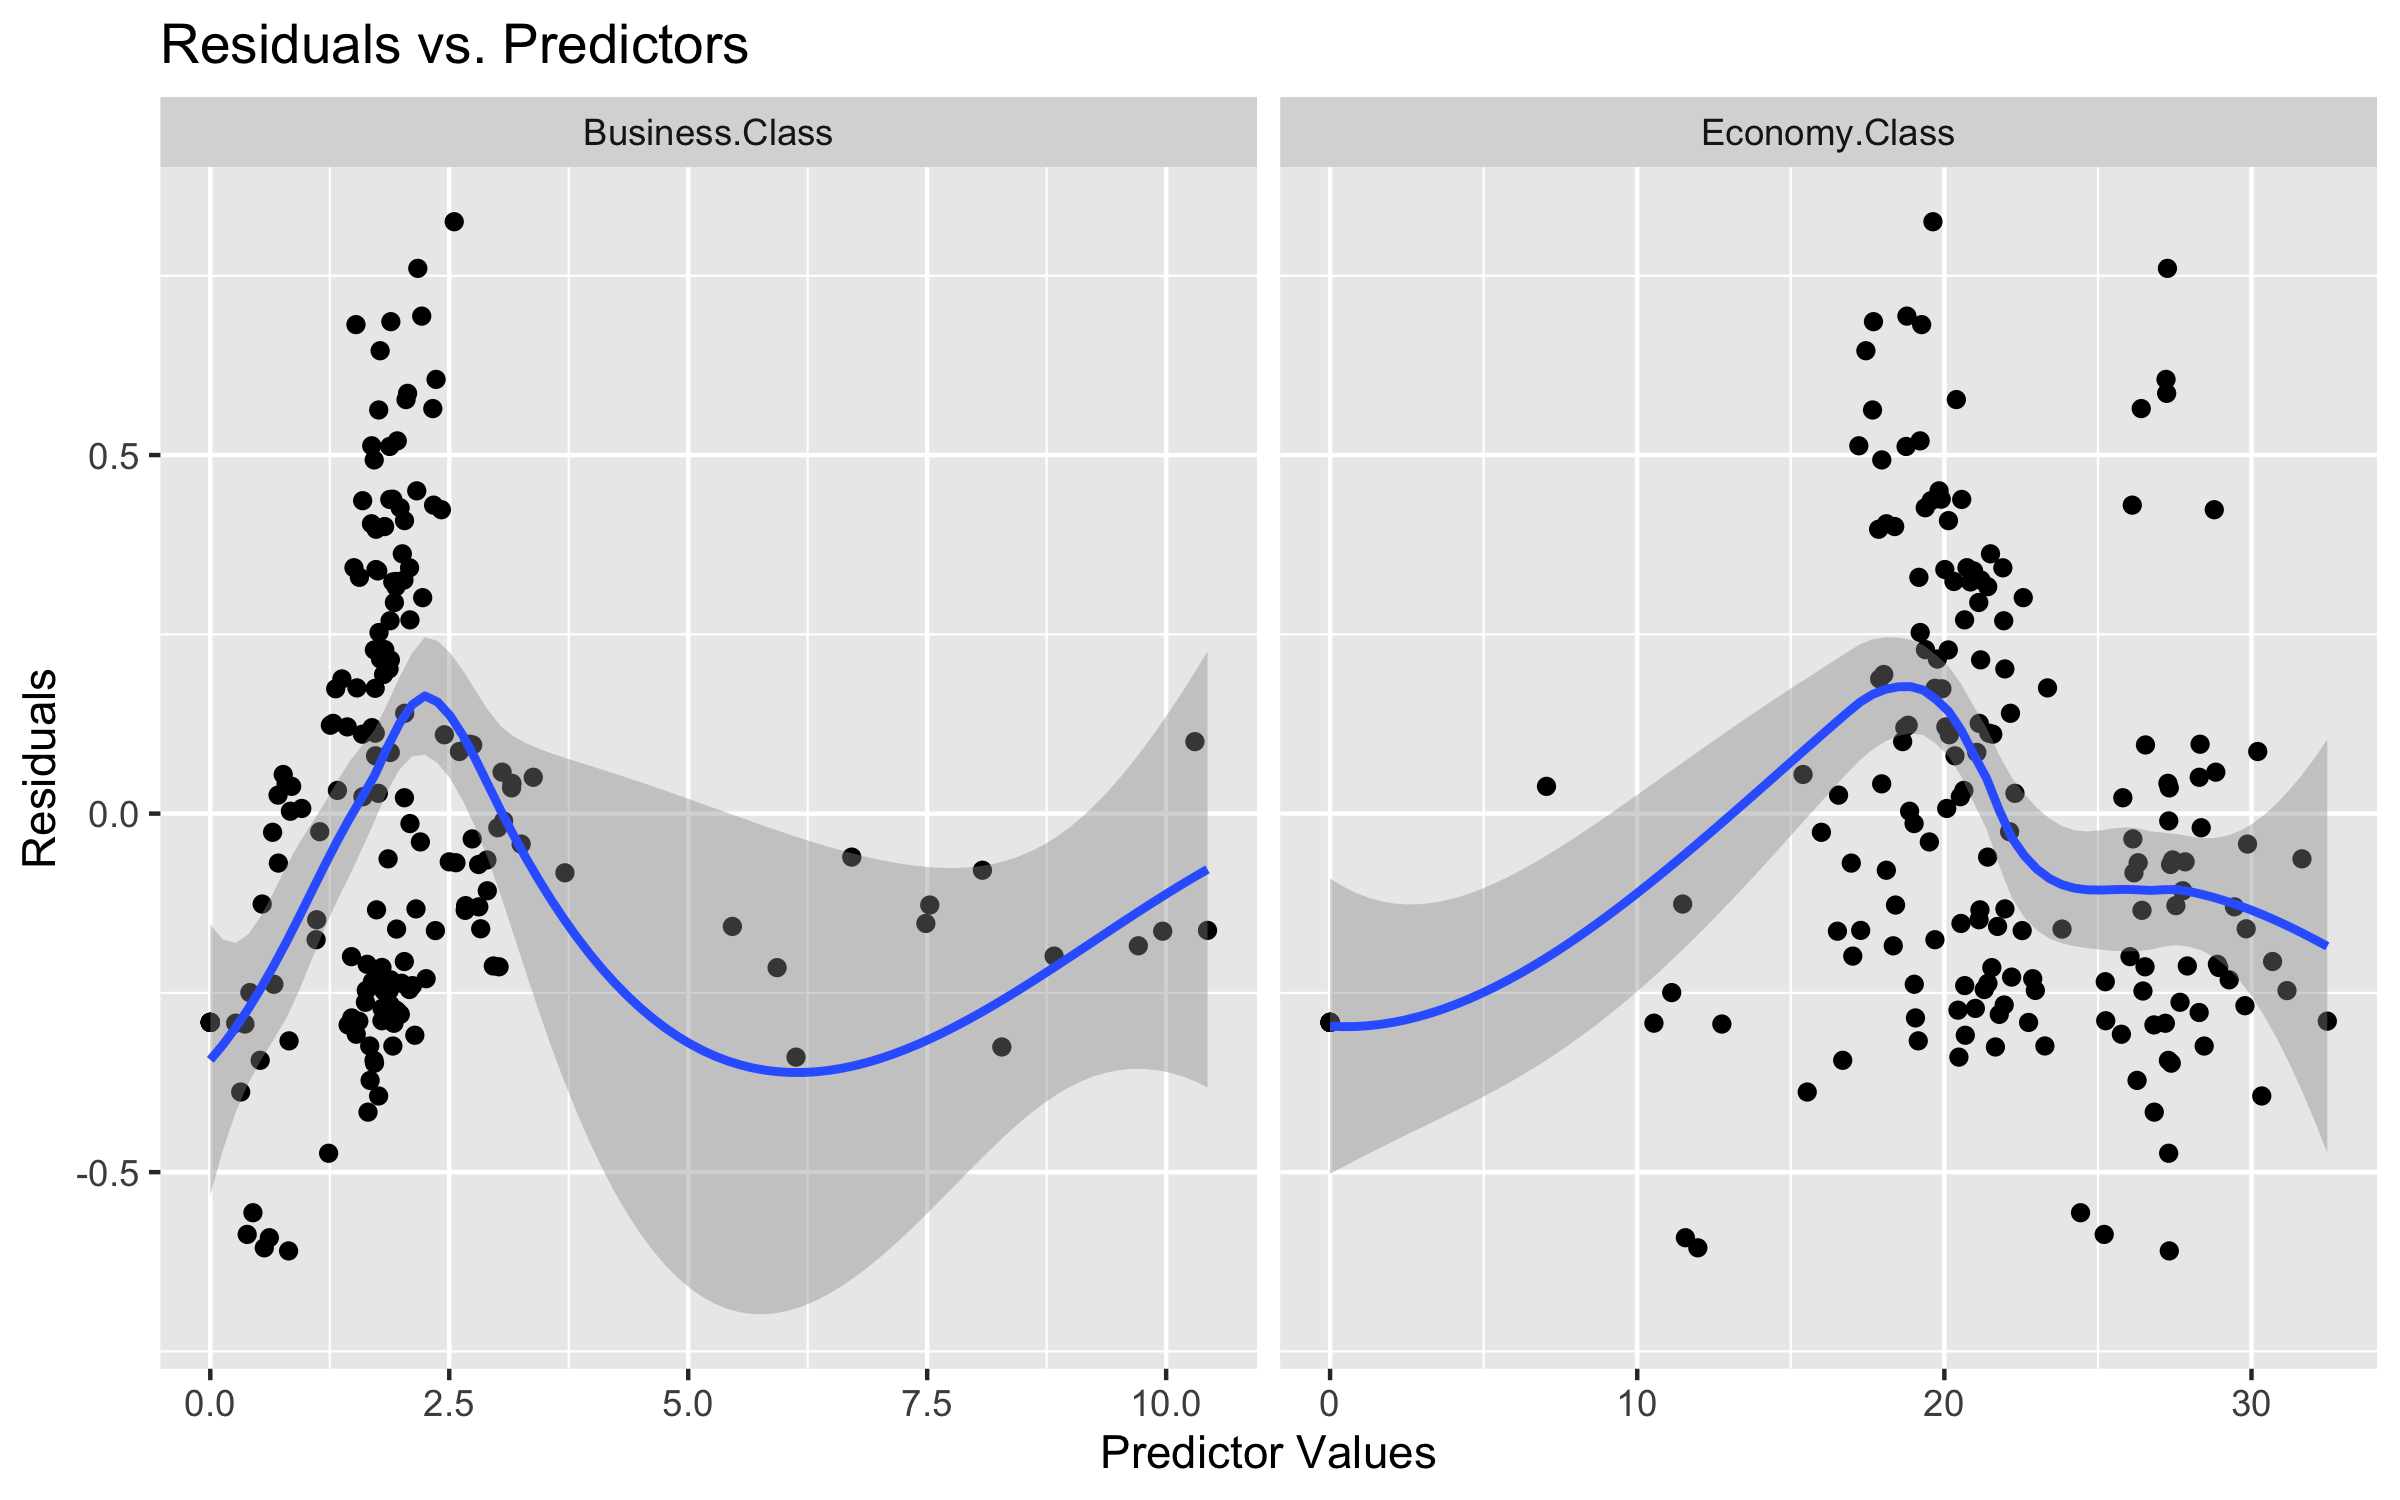 Residuals vs. Predictors
Business.Class
Economy.Class
Residuals
0.5
0.0
-0.5
0.0 2.5 5.0 7.5 10.0
0 10 20 30
Predictor Values